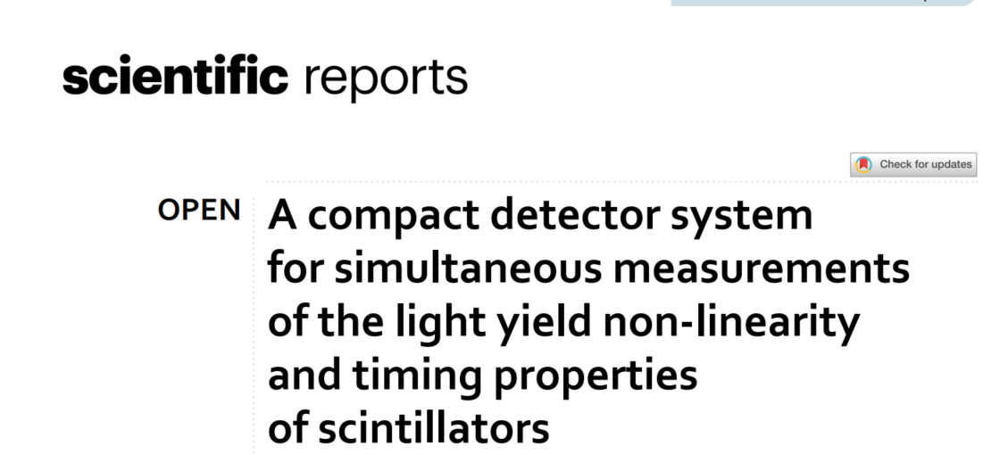 scientific reports
Check for updates
OPEN
A compact detector system
for simultaneous measurements
of the light yield non-linearity
and timing properties
of scintillators